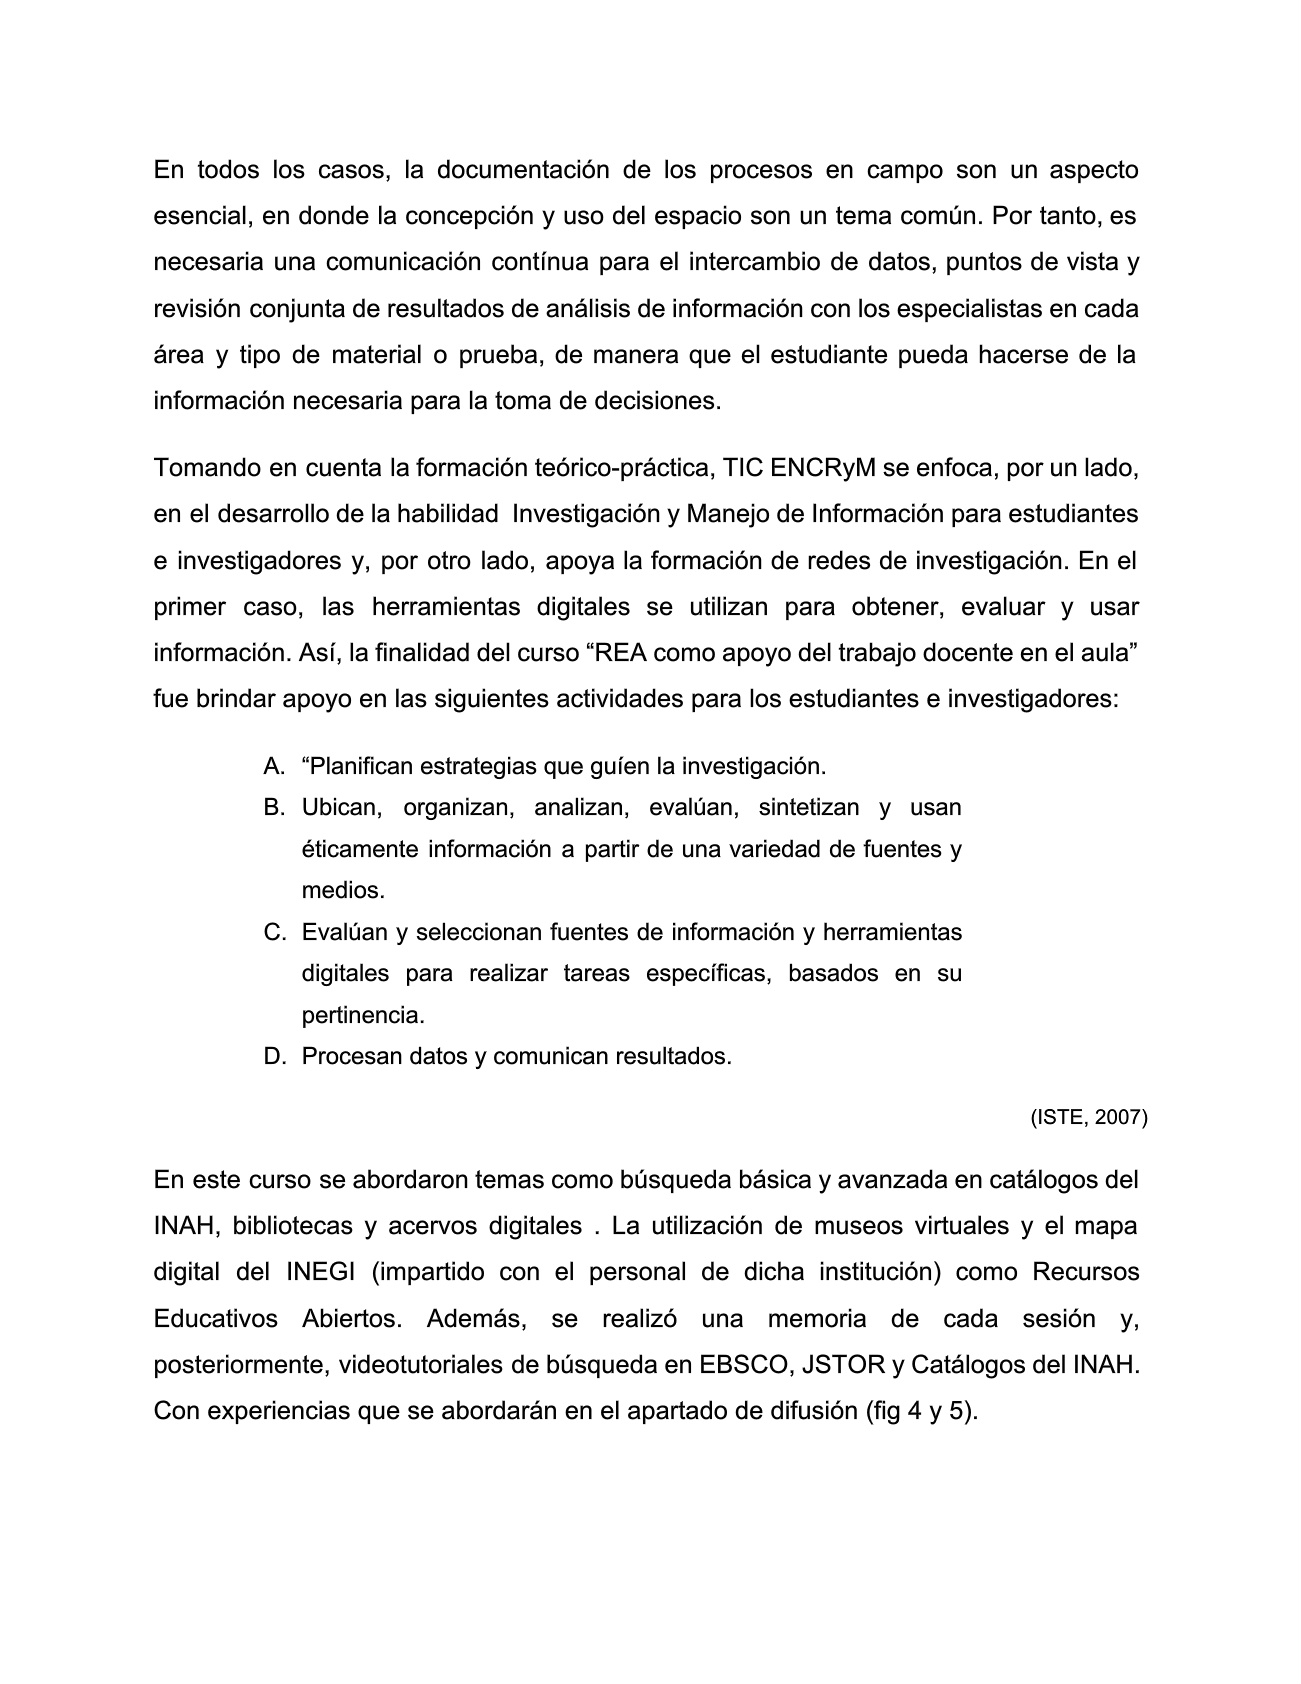 En todos los casos, la documentación de los procesos en campo son un aspecto
esencial, en donde la concepción y uso del espacio son un tema común. Por tanto, es
necesaria una comunicación contínua para el intercambio de datos, puntos de vista y
revisión conjunta de resultados de análisis de información con los especialistas en cada
área y tipo de material o prueba, de manera que el estudiante pueda hacerse de la
información necesaria para la toma de decisiones.
Tomando en cuenta la formación teórico-práctica, TIC ENCRyM se enfoca, por un lado,
en el desarrollo de la habilidad  Investigación y Manejo de Información para estudiantes
e investigadores y, por otro lado, apoya la formación de redes de investigación. En el
primer caso, las herramientas digitales se utilizan para obtener, evaluar y usar
información. Así, la finalidad del curso “REA como apoyo del trabajo docente en el aula”
fue brindar apoyo en las siguientes actividades para los estudiantes e investigadores:
A. “Planifican estrategias que guíen la investigación.
B. Ubican, organizan, analizan, evalúan, sintetizan y usan
éticamente información a partir de una variedad de fuentes y
medios.
C. Evalúan y seleccionan fuentes de información y herramientas
digitales para realizar tareas específicas, basados en su
pertinencia.
D. Procesan datos y comunican resultados.
(ISTE, 2007)
En este curso se abordaron temas como búsqueda básica y avanzada en catálogos del
INAH, bibliotecas y acervos digitales . La utilización de museos virtuales y el mapa
digital del INEGI (impartido con el personal de dicha institución) como Recursos
Educativos Abiertos. Además, se realizó una memoria de cada sesión y,
posteriormente, videotutoriales de búsqueda en EBSCO, JSTOR y Catálogos del INAH.
Con experiencias que se abordarán en el apartado de difusión (fig 4 y 5).